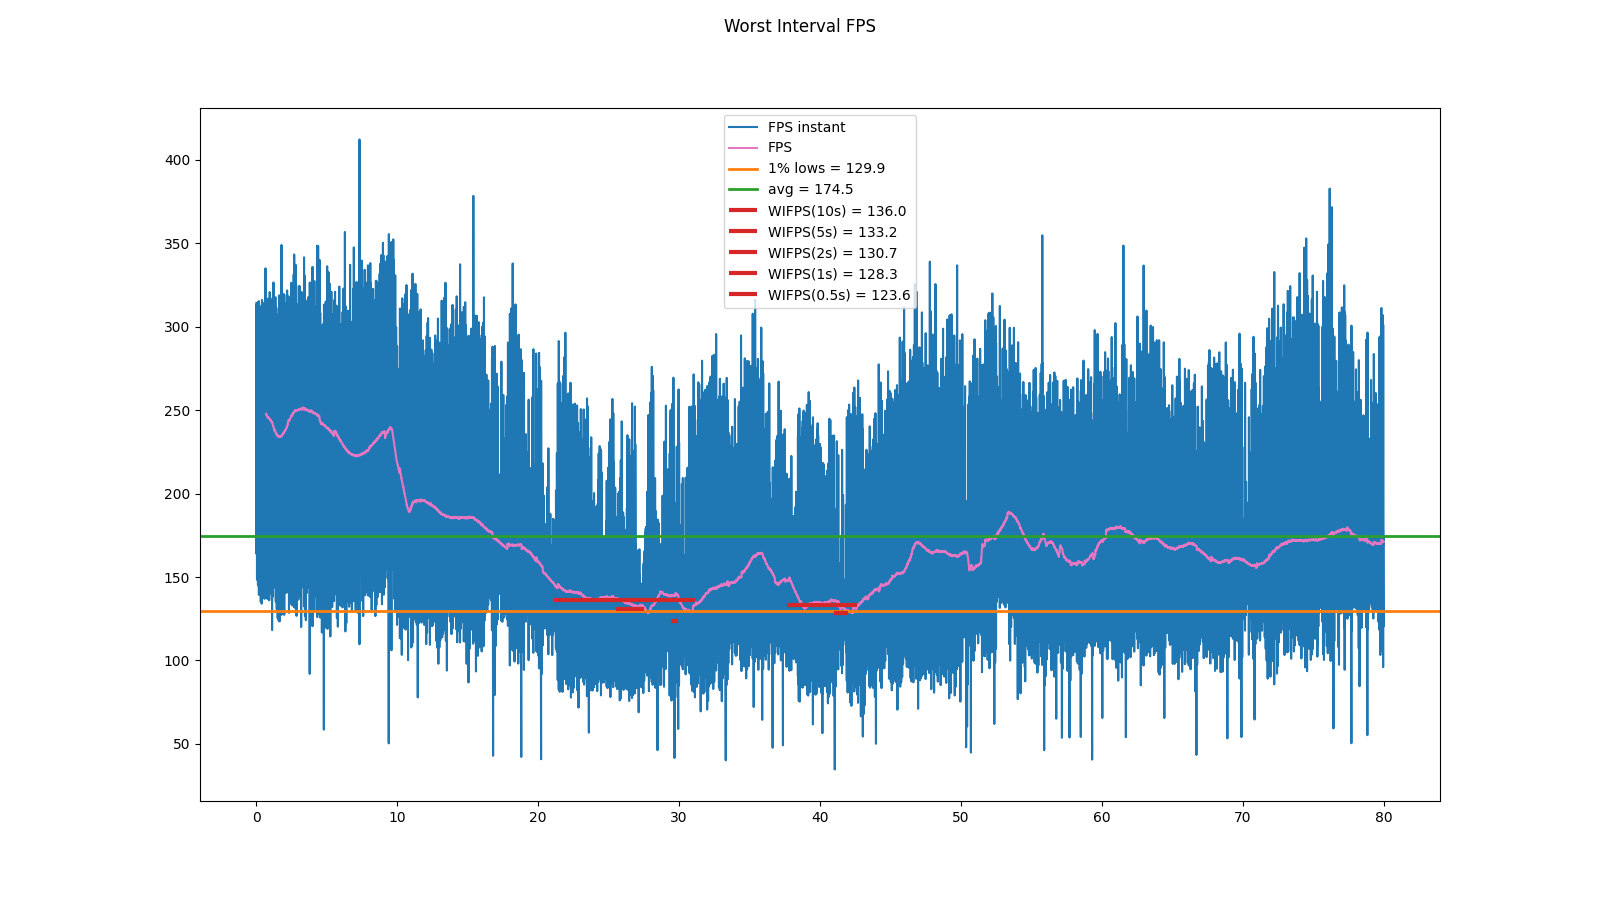 Worst Interval FPS
FPS instant
FPS
1% lows = 129.9
avg = 174.5
WIFPS(10s) = 136.0
WIFPS(5s) = 133.2
WIFPS(2s) = 130.7
WIFPS(1s) = 128.3
WIFPS(0.5s) = 123.6
400
350
300
250
200
150
100
50
0 10 20 30 40 50 60 70 80